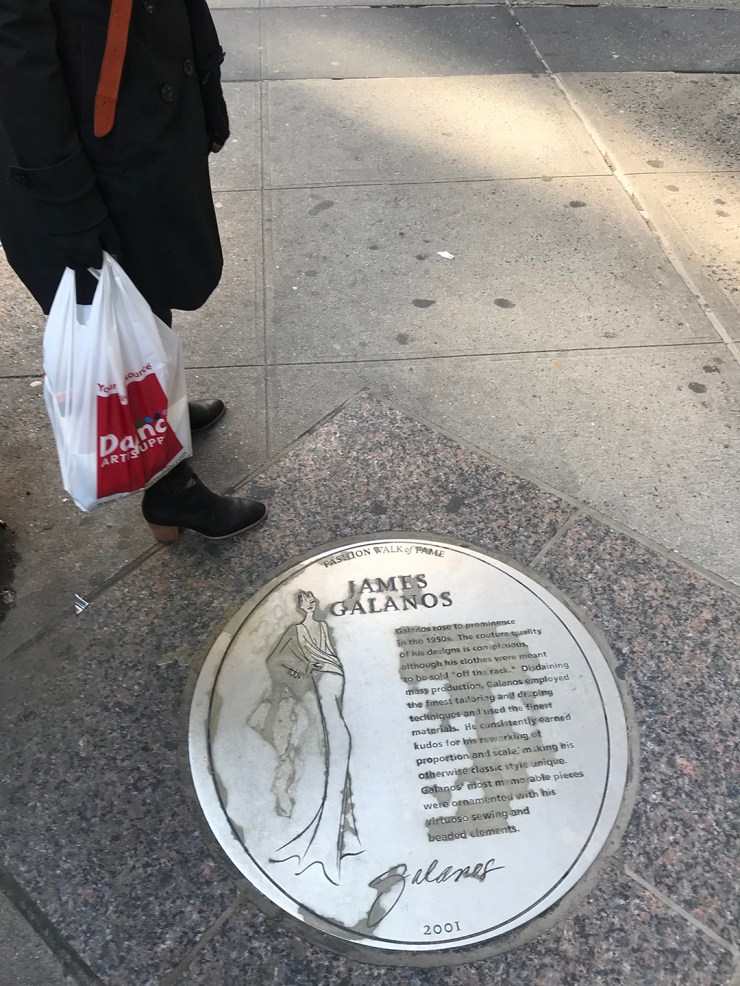 Your source
Danc
ART SUPP
FASHION WALK of FAME
JAMES
GALANOS
Galanos rose to prominence
in the 1950s. The couture quality
of his designs is conspicuous,
although his clothes were meant
to be sold "off the rack." Disdaining
mass production, Galanos employed
the finest tailoring and draping
techniques and used the finest
materials. He consistently earned
kudos for his reworking of
proportion and scale, making his
otherwise classic style unique.
Galanos' most memorable pieces
were ornamented with his
virtuoso sewing and
beaded elements.
Galanos
2001